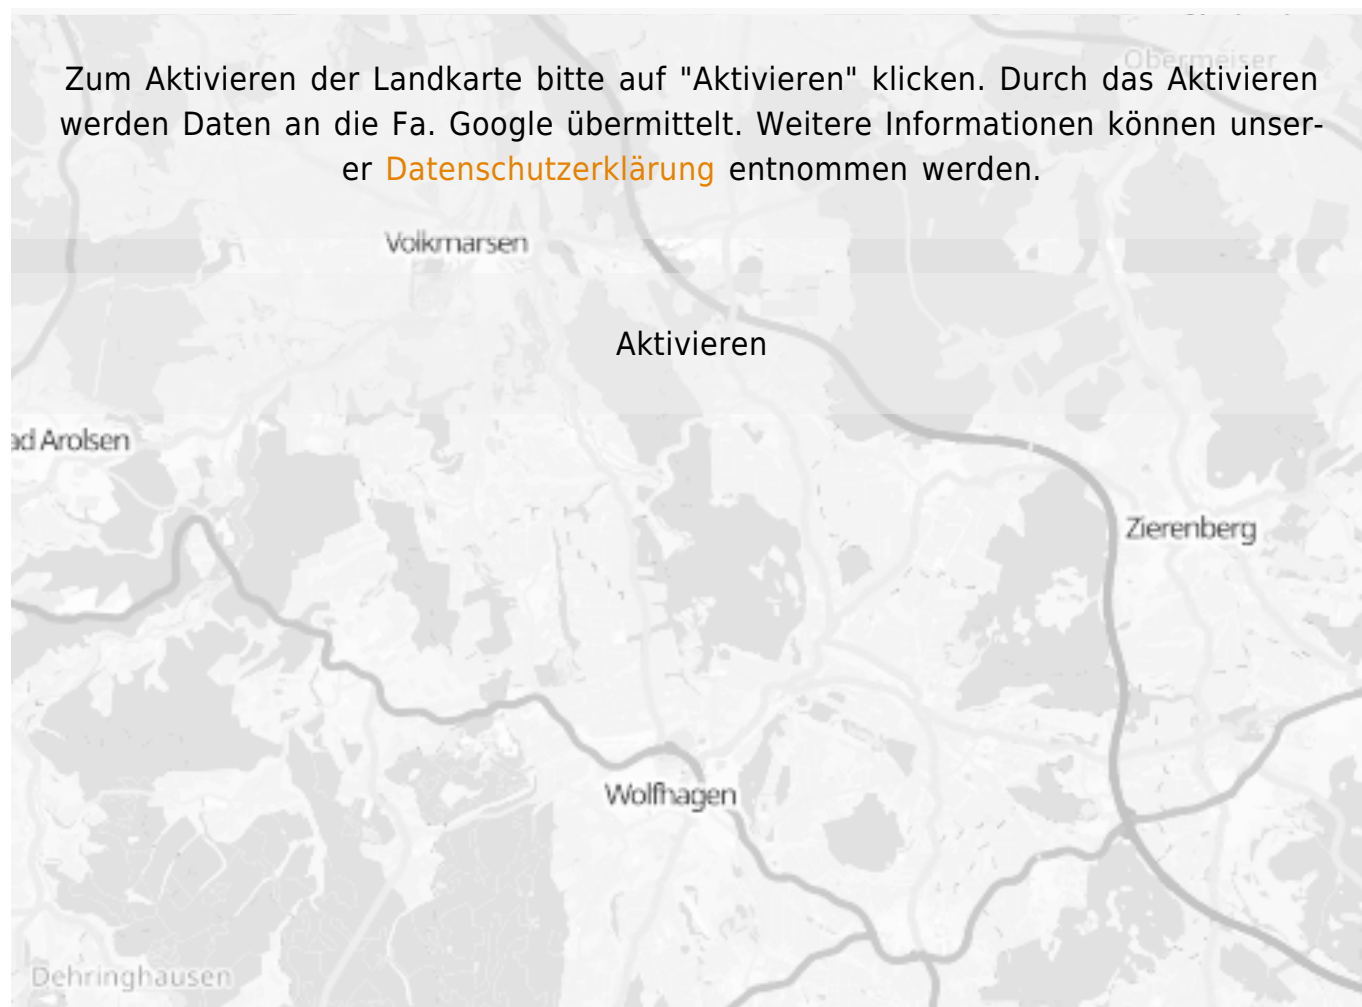 Obermeiser
Zum Aktivieren der Landkarte bitte auf "Aktivieren" klicken. Durch das Aktivieren
werden Daten an die Fa. Google übermittelt. Weitere Informationen können unser-
er Datenschutzerklärung entnommen werden.
Volkmarsen
Aktivieren
ad Arolsen
Zierenberg
Wolfhagen
Dehringhausen